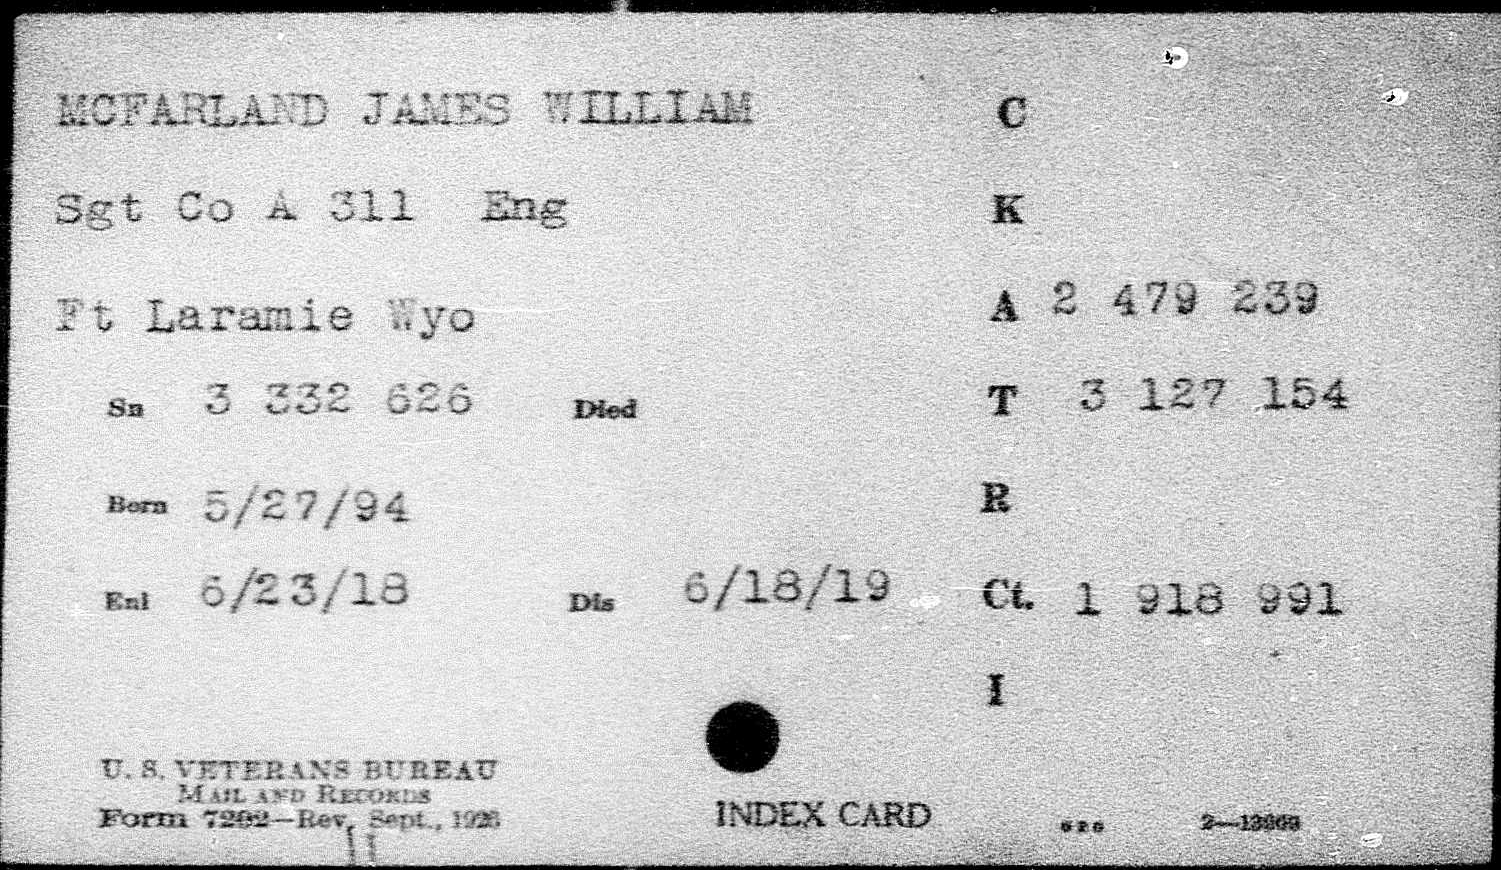 MCFARLAND JAMES WILLIAM C
Sgt Co A 311 Eng K
Ft Laramie Wyo A 2 479 239
Sn 3 332 626 Died T 3 127 154
Born 5/27/94 R
Enl 6/23/18 Dis 6/18/19 Ct. 1 918 991
I
U. S. VETERANS BUREAU
MAIL AND RECORDS
Form 7202—Rev. Sept., 1926
INDEX CARD